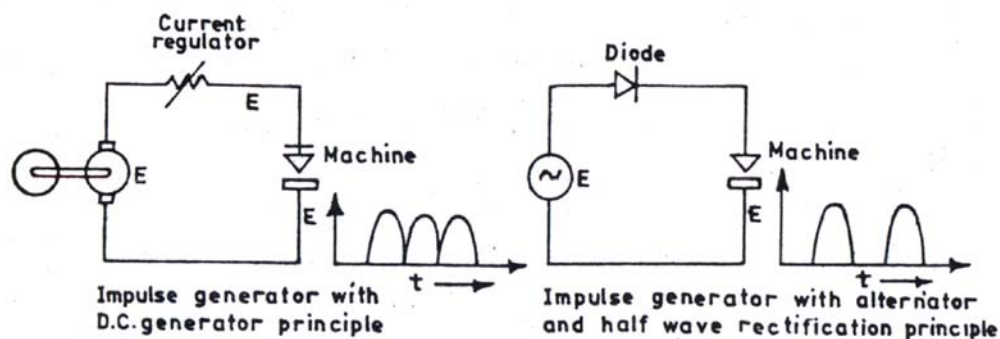 Current
regulator
E
E
Machine
E
t
Impulse generator with
D.C. generator principle
Diode
E
Machine
E
t
Impulse generator with alternator
and half wave rectification principle